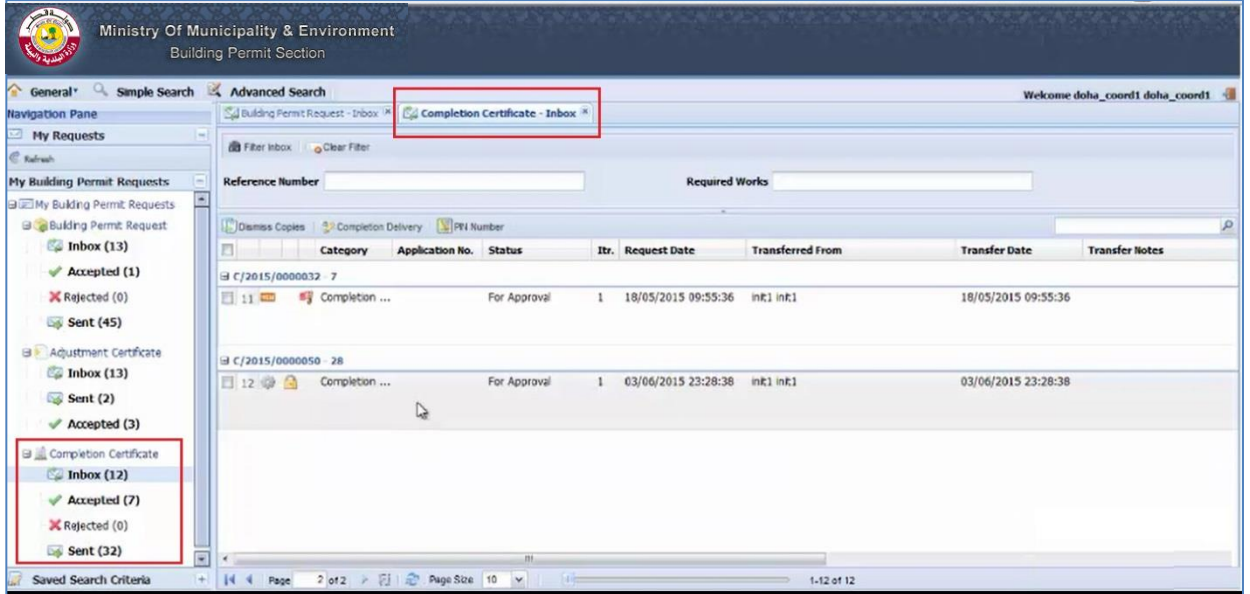 Ministry Of Municipality & Environment
Building Permit Section
General Simple Search Advanced Search
Welcome doha_coord1 doha_coord1
Navigation Pane
Building Permit Request - Inbox Completion Certificate - Inbox
My Requests
Filter Inbox Clear Filter
Refresh
My Building Permit Requests
Reference Number Required Works
My Building Permit Requests
Building Permit Request
Dismiss Copies Completion Delivery PIN Number
Inbox (13)
Category Application No. Status Itr. Request Date Transferred From Transfer Date Transfer Notes
Accepted (1)
C/2015/0000032 - 7
Rejected (0)
11 Completion ... For Approval 1 18/05/2015 09:55:36 init1 init1 18/05/2015 09:55:36
Sent (45)
Adjustment Certificate
C/2015/0000050 - 28
Inbox (13)
12 Completion ... For Approval 1 03/06/2015 23:28:38 init1 init1 03/06/2015 23:28:38
Sent (2)
Accepted (3)
Completion Certificate
Inbox (12)
Accepted (7)
Rejected (0)
Sent (32)
Saved Search Criteria
Page 2 of 2 Page Size 10 1-12 of 12